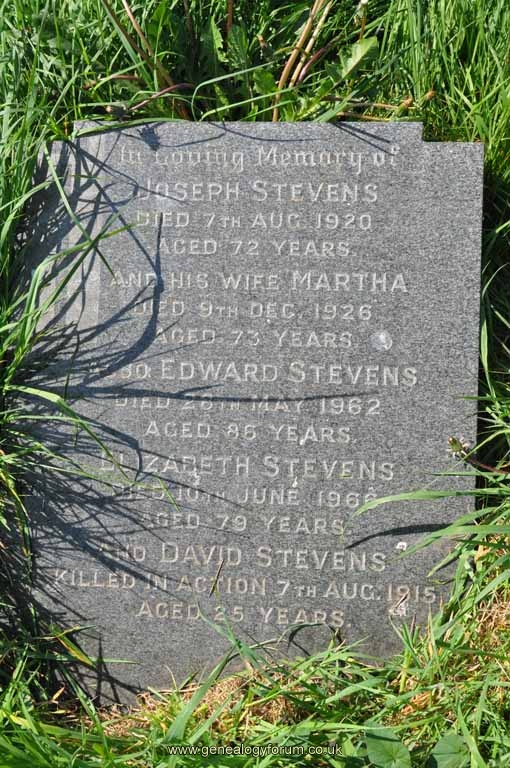 In Loving Memory of
JOSEPH STEVENS
DIED 7TH AUG. 1920
AGED 72 YEARS.
AND HIS WIFE MARTHA
DIED 9TH DEC. 1926
AGED 73 YEARS
ALSO EDWARD STEVENS
DIED 28TH MAY 1962
AGED 86 YEARS.
ELIZABETH STEVENS
DIED 10TH JUNE 1966
AGED 79 YEARS
AND DAVID STEVENS
KILLED IN ACTION 7TH AUG. 1915,
AGED 25 YEARS.
www.genealogyforum.co.uk